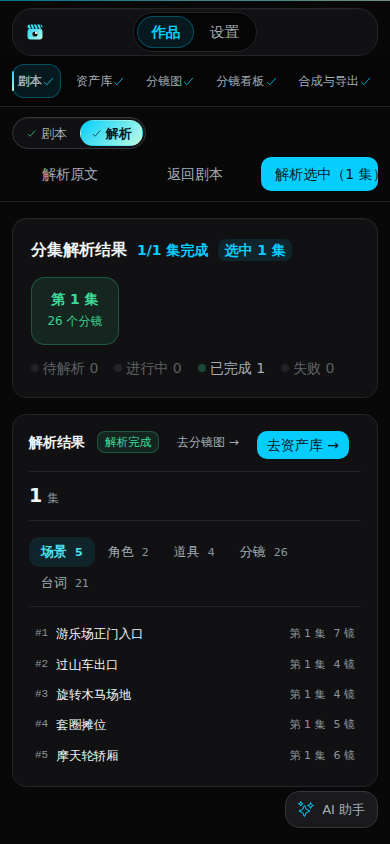 作品 设置
剧本 资产库 分镜图 分镜看板 合成与导出
剧本 解析
解析原文 返回剧本 解析选中（1 集）
分集解析结果 1/1 集完成 选中 1 集
第 1 集
26 个分镜
待解析 0 进行中 0 已完成 1 失败 0
解析结果 解析完成 去分镜图 → 去资产库 →
1 集
场景 5 角色 2 道具 4 分镜 26
台词 21
#1 游乐场正门入口 第 1 集 7 镜
#2 过山车出口 第 1 集 4 镜
#3 旋转木马场地 第 1 集 4 镜
#4 套圈摊位 第 1 集 5 镜
#5 摩天轮轿厢 第 1 集 6 镜
AI 助手